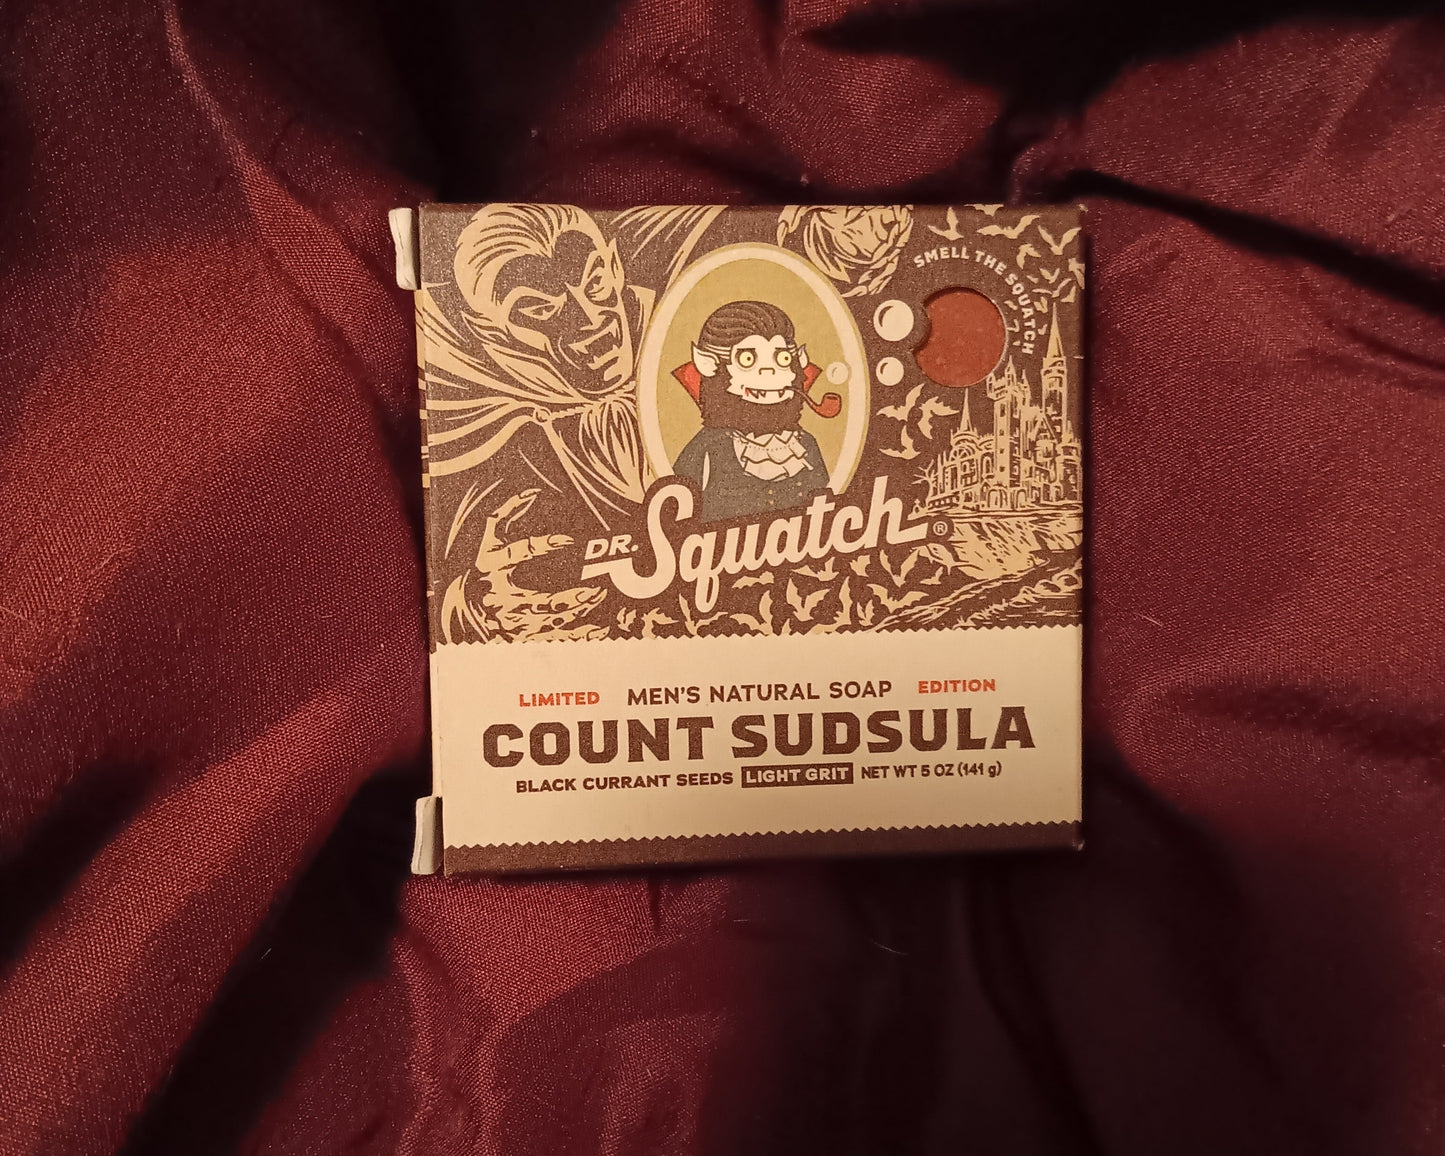 SMELL THE SQUATCH
DR. Squatch ®
LIMITED MEN'S NATURAL SOAP EDITION
COUNT SUDSULA
BLACK CURRANT SEEDS LIGHT GRIT NET WT 5 OZ (141 g)